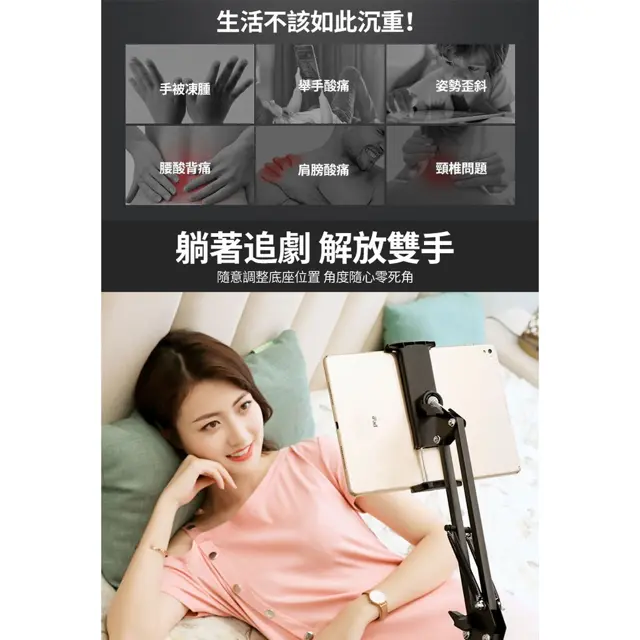 生活不該如此沉重!
手被凍腫
舉手酸痛
姿勢歪斜
腰酸背痛
肩膀酸痛
頸椎問題
躺著追劇 解放雙手
隨意調整底座位置 角度隨心零死角
iPad